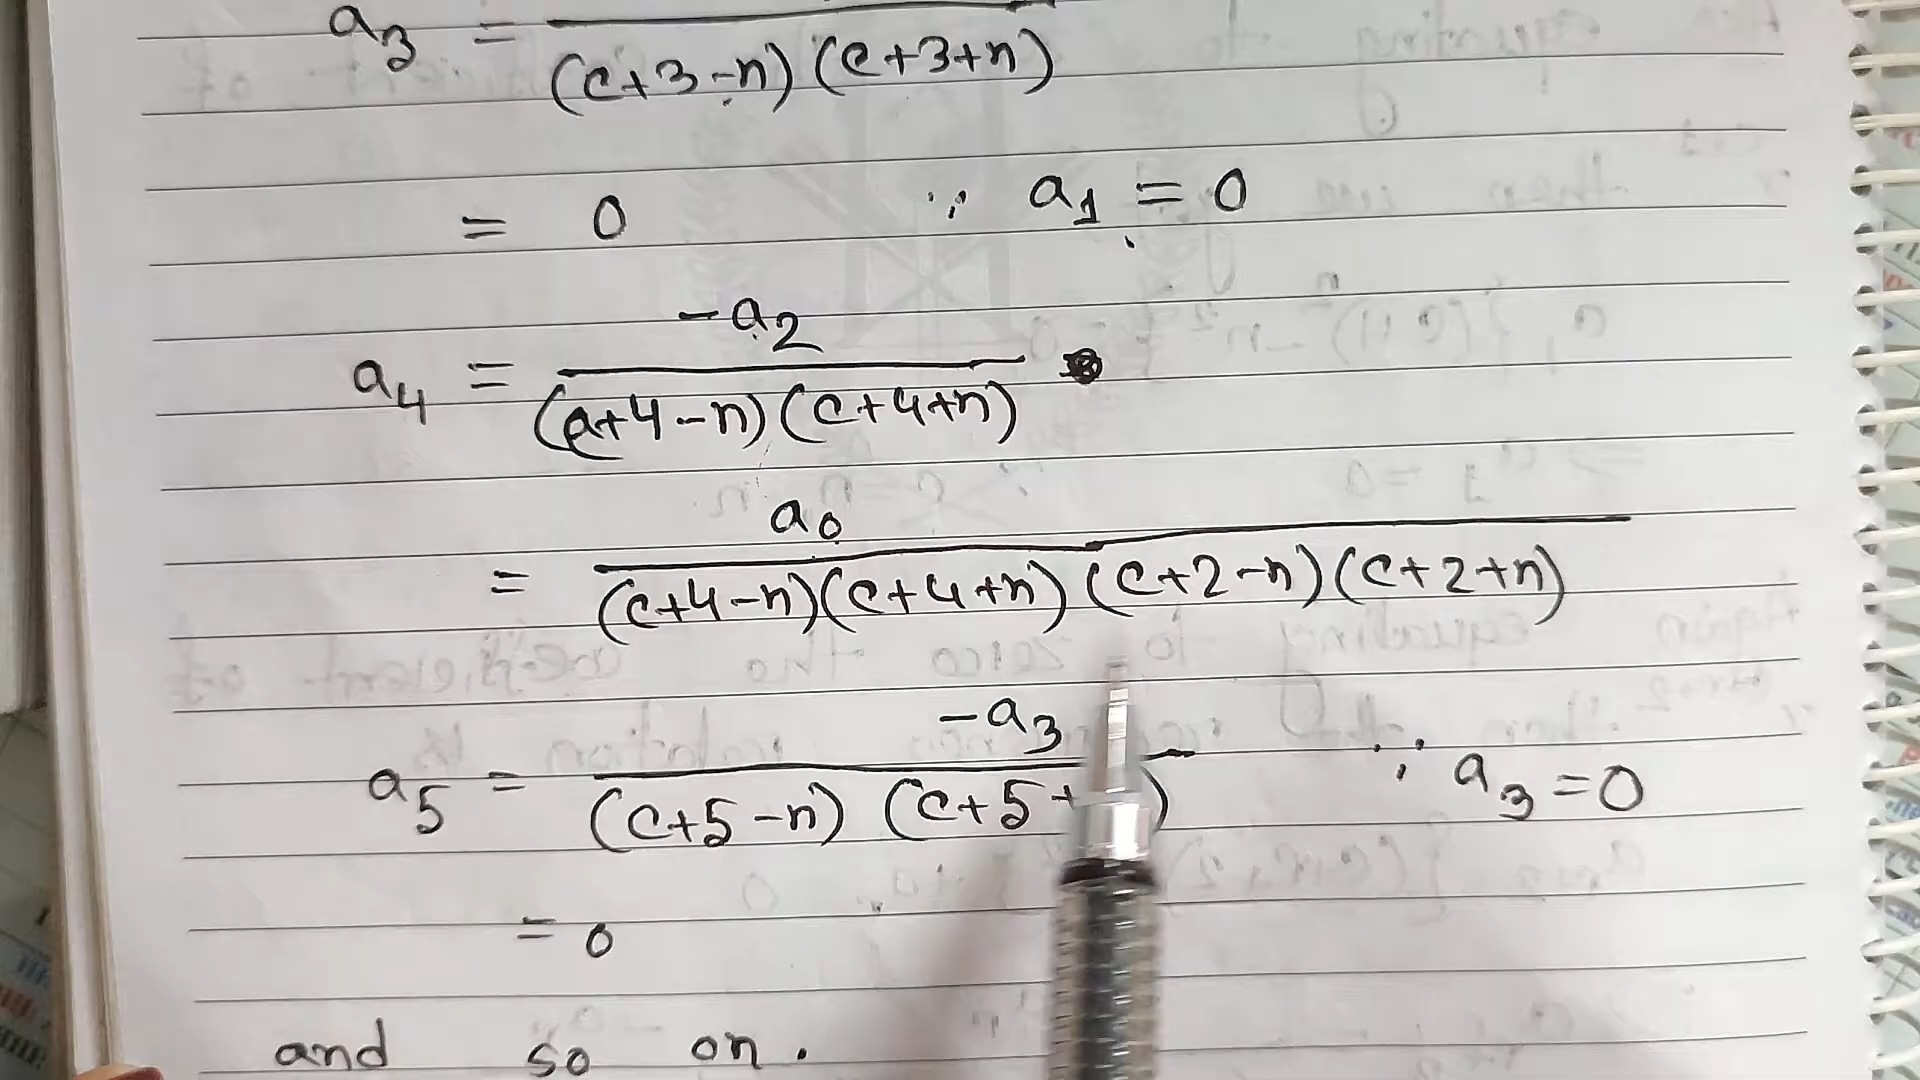 a₃ = ―――
(c+3-n)(c+3+n)
= 0 ∵ a₁ = 0
-a₂
a₄ = ―――
(a+4-n)(c+4+n)
a₀
= ―――
(c+4-n)(c+4+n)(c+2-n)(c+2+n)
-a₃
a₅ = ――― ∵ a₃ = 0
(c+5-n) (c+5+ )
= 0
and so on.